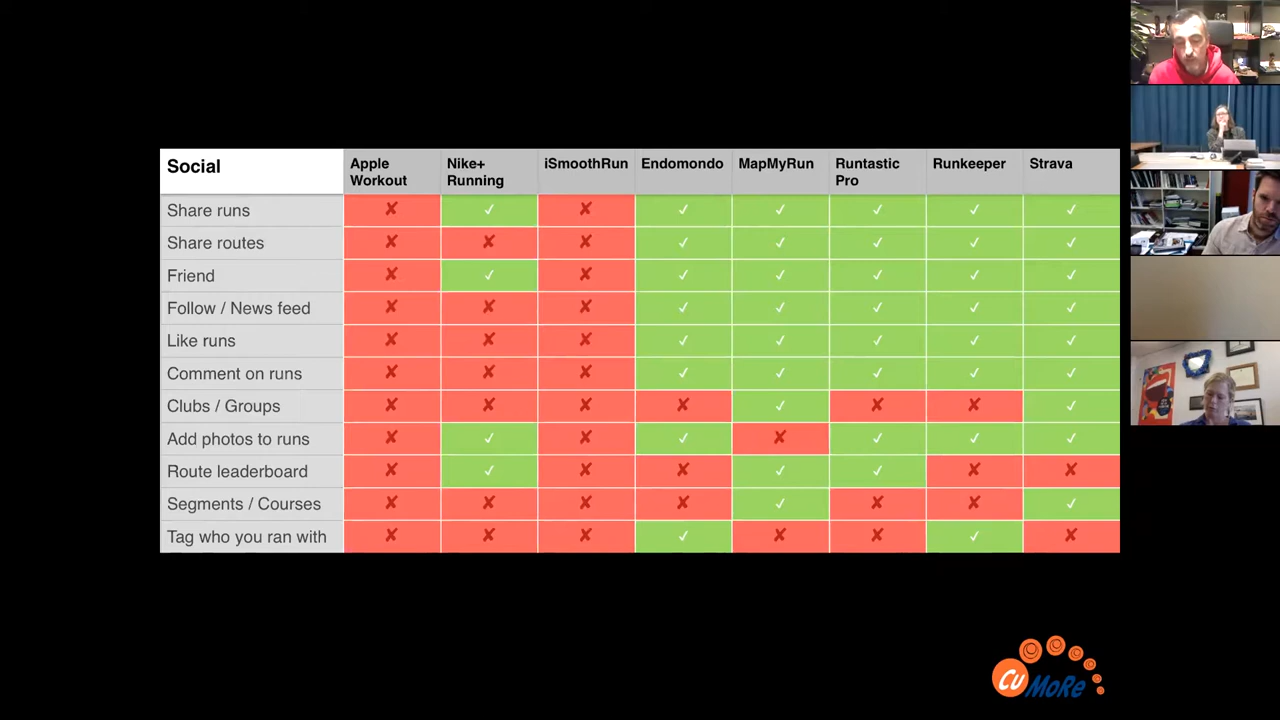 Social Apple Workout Nike+ Running iSmoothRun Endomondo MapMyRun Runtastic Pro Runkeeper Strava
Share runs ✗ ✓ ✗ ✓ ✓ ✓ ✓ ✓
Share routes ✗ ✗ ✗ ✓ ✓ ✓ ✓ ✓
Friend ✗ ✓ ✗ ✓ ✓ ✓ ✓ ✓
Follow / News feed ✗ ✗ ✗ ✓ ✓ ✓ ✓ ✓
Like runs ✗ ✗ ✗ ✓ ✓ ✓ ✓ ✓
Comment on runs ✗ ✗ ✗ ✓ ✓ ✓ ✓ ✓
Clubs / Groups ✗ ✗ ✗ ✗ ✓ ✗ ✗ ✓
Add photos to runs ✗ ✓ ✗ ✓ ✗ ✓ ✓ ✓
Route leaderboard ✗ ✓ ✗ ✗ ✓ ✓ ✗ ✗
Segments / Courses ✗ ✗ ✗ ✗ ✓ ✗ ✗ ✓
Tag who you ran with ✗ ✗ ✗ ✓ ✗ ✗ ✓ ✗
Cu MoRe